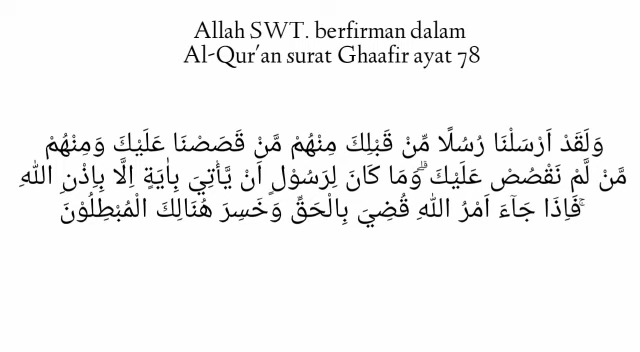 Allah SWT. berfirman dalam
Al-Qur'an surat Ghaafir ayat 78
وَلَقَدْ اَرْسَلْنَا رُسُلًا مِّنْ قَبْلِكَ مِنْهُمْ مَّنْ قَصَصْنَا عَلَيْكَ وَمِنْهُمْ
مَّنْ لَّمْ نَقْصُصْ عَلَيْكَ ۗوَمَا كَانَ لِرَسُوْلٍ اَنْ يَّأْتِيَ بِاٰيَةٍ اِلَّا بِاِذْنِ اللّٰهِ
ۚفَاِذَا جَاۤءَ اَمْرُ اللّٰهِ قُضِيَ بِالْحَقِّ وَخَسِرَ هُنَالِكَ الْمُبْطِلُوْنَ